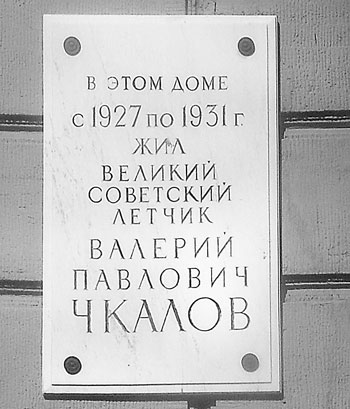 В ЭТОМ ДОМЕ
с 1927 по 1931 г.
ЖИЛ
ВЕЛИКИЙ
СОВЕТСКИЙ
ЛЕТЧИК
ВАЛЕРИЙ
ПАВЛОВИЧ
ЧКАЛОВ